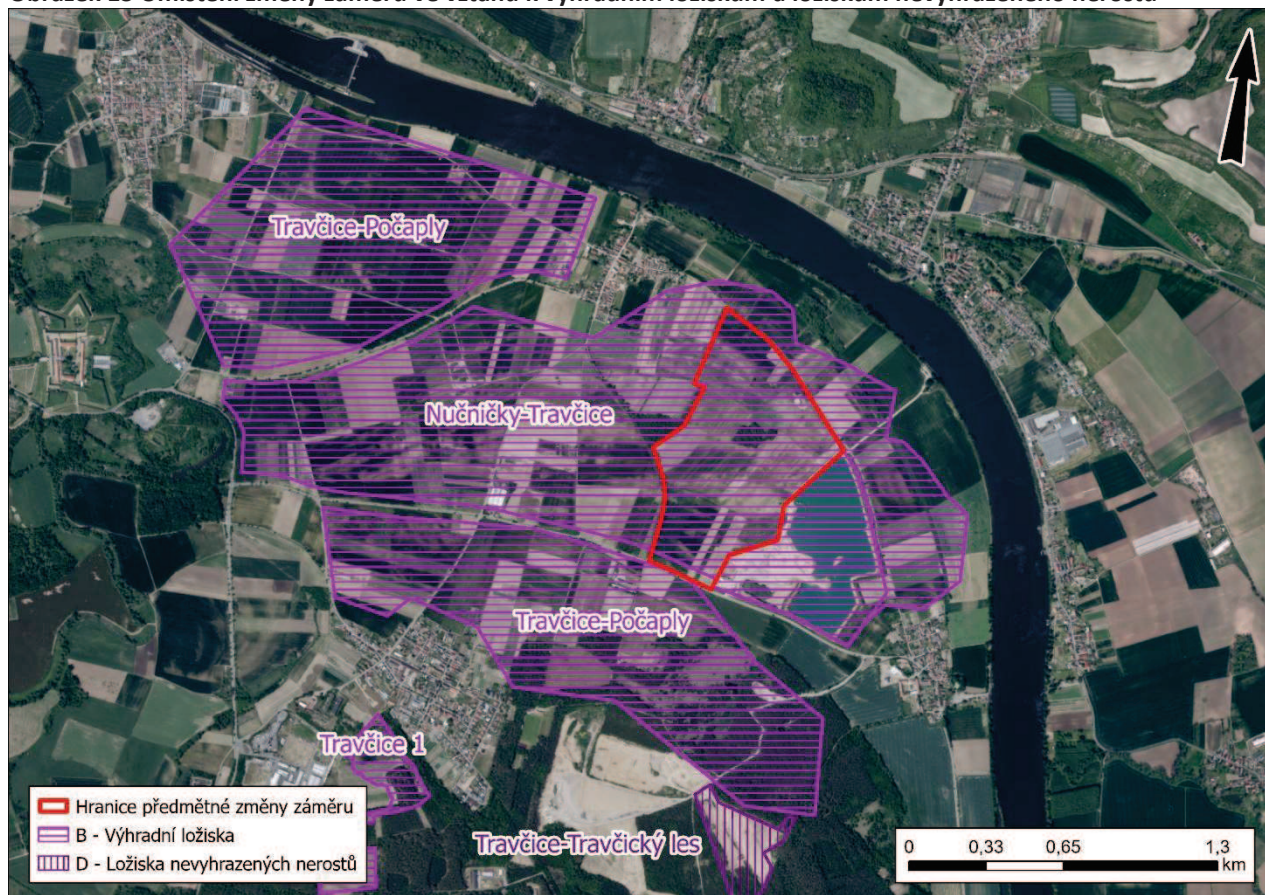 Travčice-Počaply
Nučničky-Travčice
Travčice-Počaply
Travčice 1
Travčice-Travčický les
Hranice předmětné změny záměru
B - Výhradní ložiska
D - Ložiska nevyhrazených nerostů
0 0,33 0,65 1,3
km